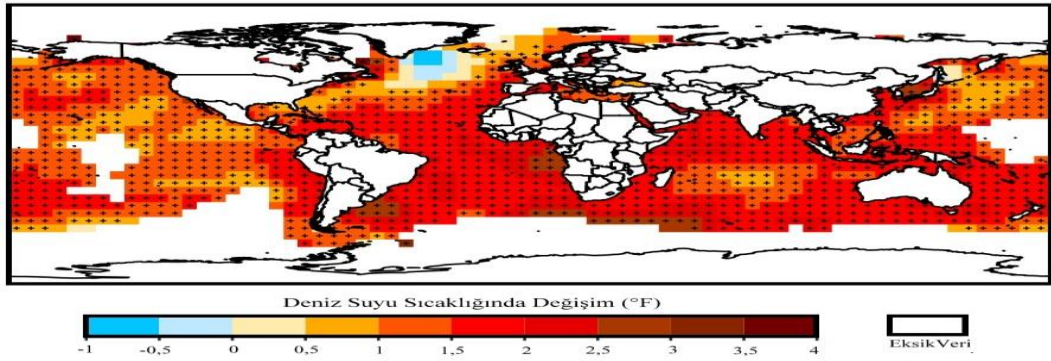 Deniz Suyu Sıcaklığında Değişim (°F)
-1 -0,5 0 0,5 1 1,5 2 2,5 3 3,5 4
EksikVeri